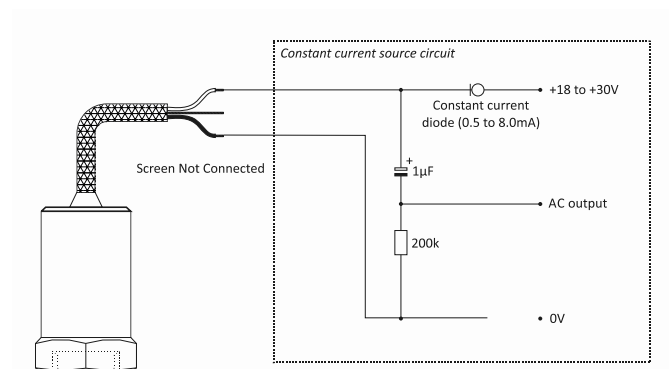 Constant current source circuit
+18 to +30V
Constant current
diode (0.5 to 8.0mA)
Screen Not Connected
+
1µF
AC output
200k
0V